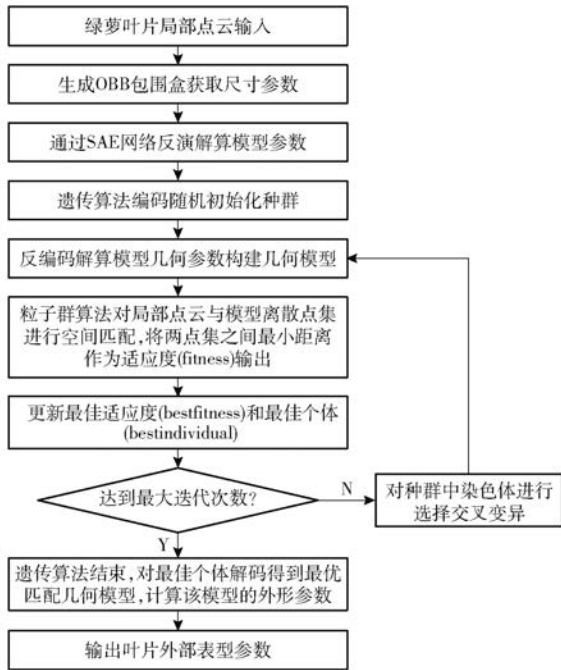 绿萝叶片局部点云输入
生成OBB包围盒获取尺寸参数
通过SAE网络反演解算模型参数
遗传算法编码随机初始化种群
反编码解算模型几何参数构建几何模型
粒子群算法对局部点云与模型离散点集
进行空间匹配,将两点集之间最小距离
作为适应度(fitness)输出
更新最佳适应度(bestfitness)和最佳个体
(bestindividual)
达到最大迭代次数?
N
对种群中染色体进行
选择交叉变异
Y
遗传算法结束,对最佳个体解码得到最优
匹配几何模型,计算该模型的外形参数
输出叶片外部表型参数